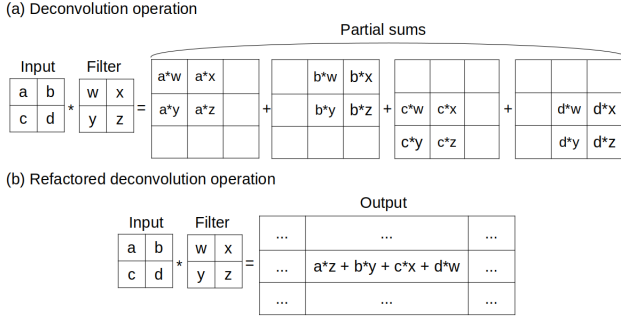 (a) Deconvolution operation
Partial sums
Input Filter
a b w x a*w a*x b*w b*x
* = + + +
c d y z a*y a*z b*y b*z c*w c*x d*w d*x
c*y c*z d*y d*z
(b) Refactored deconvolution operation
Output
Input Filter
a b w x ... ... ...
* = ... a*z + b*y + c*x + d*w ...
c d y z ... ... ...